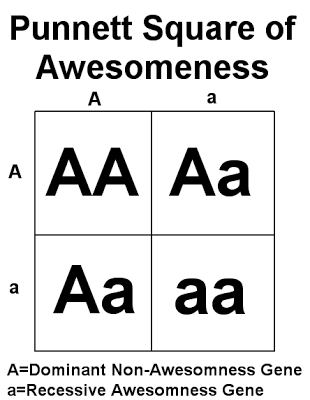 Punnett Square of
Awesomeness
A a
A AA Aa
a Aa aa
A=Dominant Non-Awesomness Gene
a=Recessive Awesomness Gene